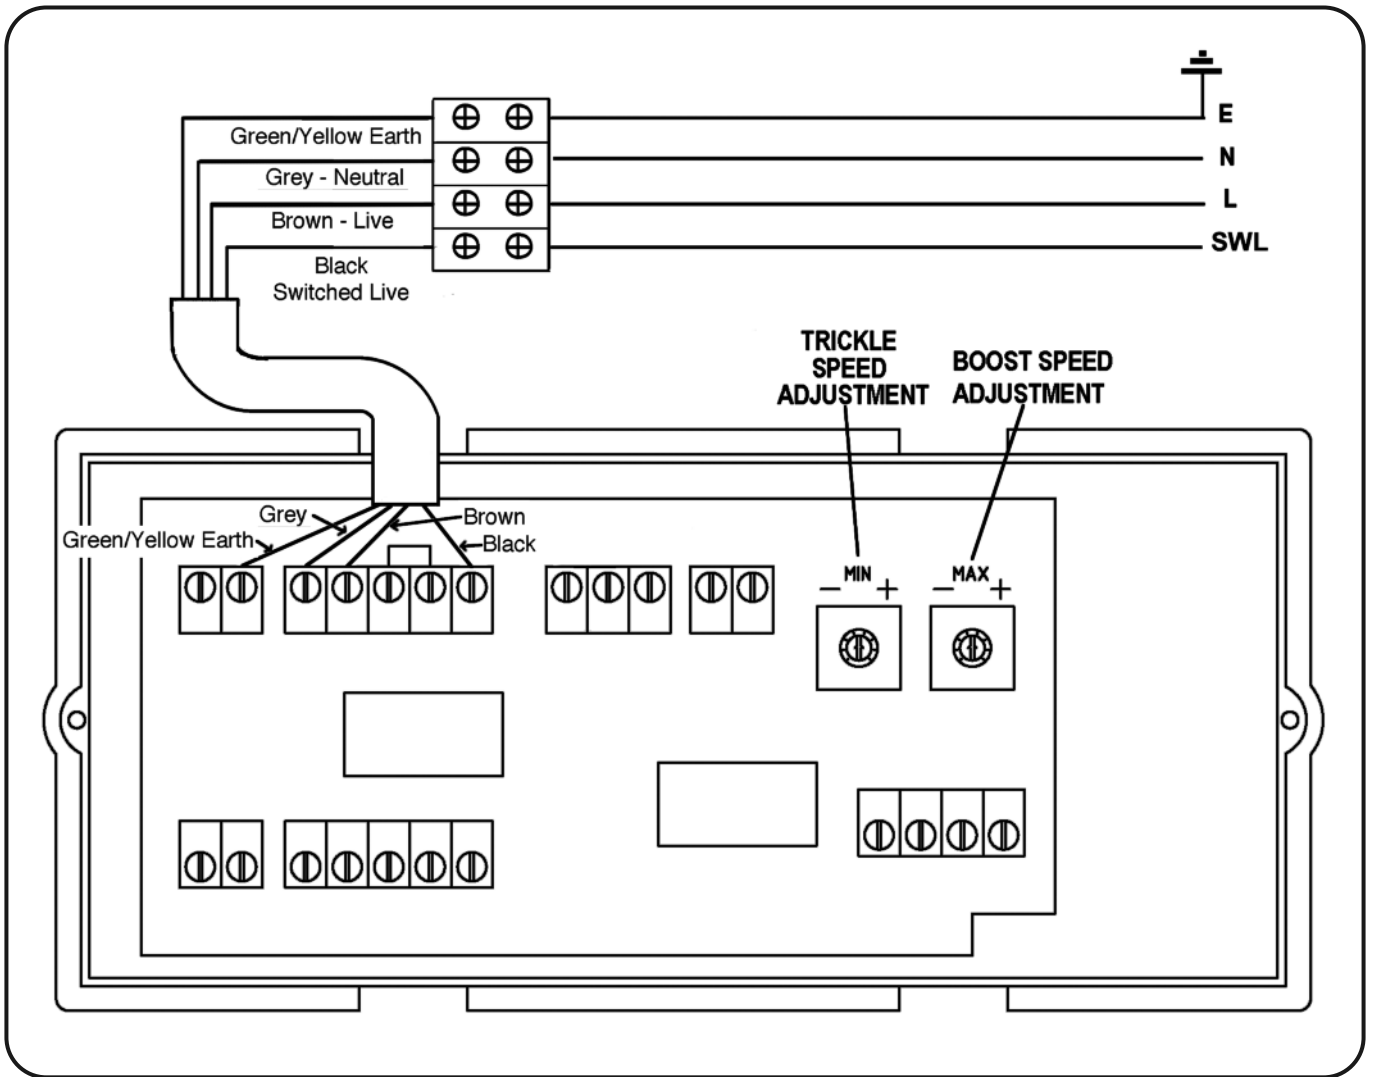 E
Green/Yellow Earth
N
Grey - Neutral
L
Brown - Live
SWL
Black
Switched Live
TRICKLE
SPEED
ADJUSTMENT
BOOST SPEED
ADJUSTMENT
Grey
Brown
Green/Yellow Earth
Black
MIN
- +
MAX
- +